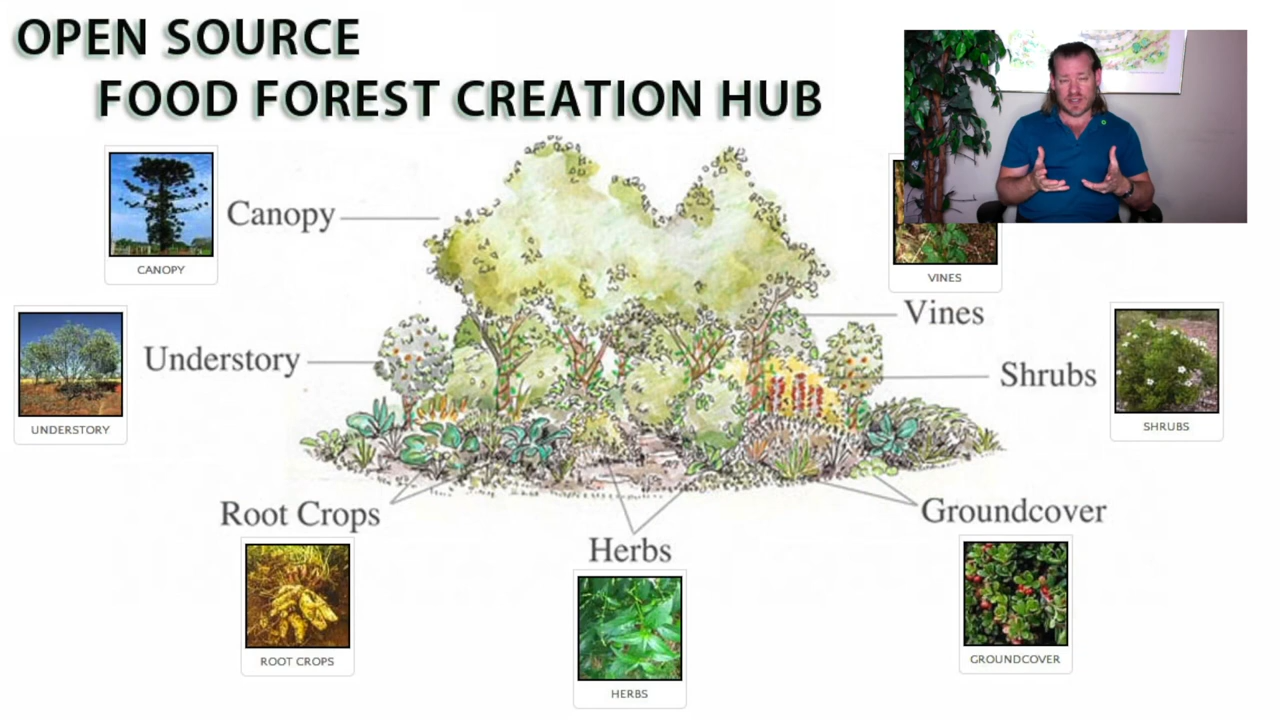 OPEN SOURCE
FOOD FOREST CREATION HUB
CANOPY
Canopy
VINES
Vines
UNDERSTORY
Understory
Shrubs
SHRUBS
Root Crops
ROOT CROPS
Herbs
HERBS
Groundcover
GROUNDCOVER